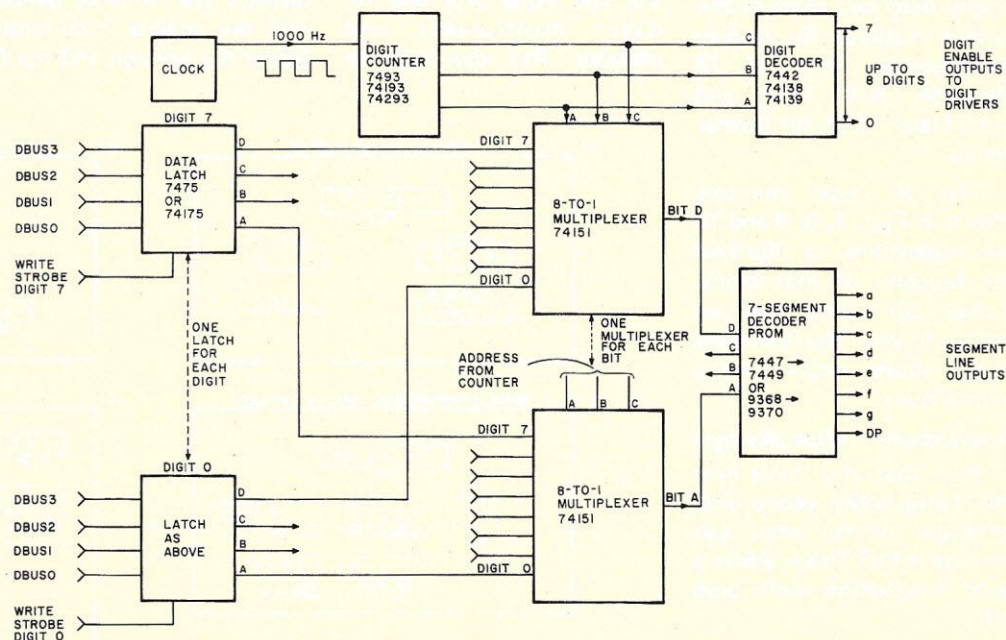 1000 Hz
CLOCK
DIGIT
COUNTER
7493
74193
74293
C
B
A
DIGIT
DECODER
7442
74138
74139
7
0
UP TO
8 DIGITS
DIGIT
ENABLE
OUTPUTS
TO
DIGIT
DRIVERS
DIGIT 7
DBUS3
DBUS2
DBUS1
DBUS0
WRITE
STROBE
DIGIT 7
DATA
LATCH
7475
OR
74175
D
C
B
A
A
B
C
DIGIT 7
8-TO-1
MULTIPLEXER
74151
DIGIT 0
BIT D
ONE
LATCH
FOR
EACH
DIGIT
ONE
MULTIPLEXER
FOR EACH
BIT
ADDRESS
FROM
COUNTER
A
B
C
D
C
B
A
7-SEGMENT
DECODER
PROM
7447
7449
OR
9368
9370
a
b
c
d
e
f
g
DP
SEGMENT
LINE
OUTPUTS
DIGIT 0
DBUS3
DBUS2
DBUS1
DBUS0
WRITE
STROBE
DIGIT 0
LATCH
AS
ABOVE
D
C
B
A
DIGIT 7
8-TO-1
MULTIPLEXER
74151
DIGIT 0
BIT A